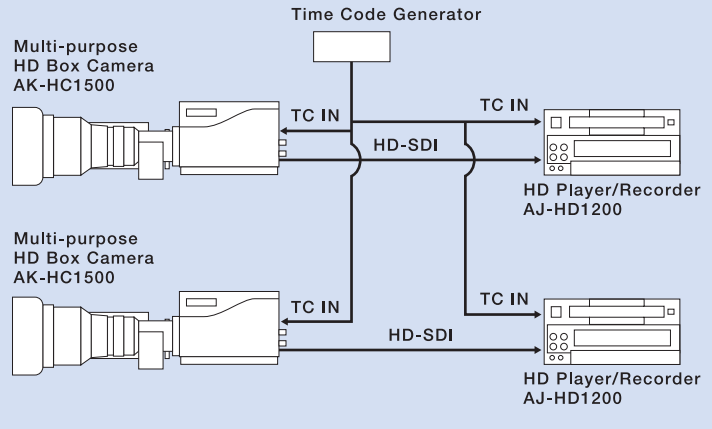 Time Code Generator
Multi-purpose
HD Box Camera
AK-HC1500
TC IN
TC IN
HD-SDI
HD Player/Recorder
AJ-HD1200
Multi-purpose
HD Box Camera
AK-HC1500
TC IN
TC IN
HD-SDI
HD Player/Recorder
AJ-HD1200